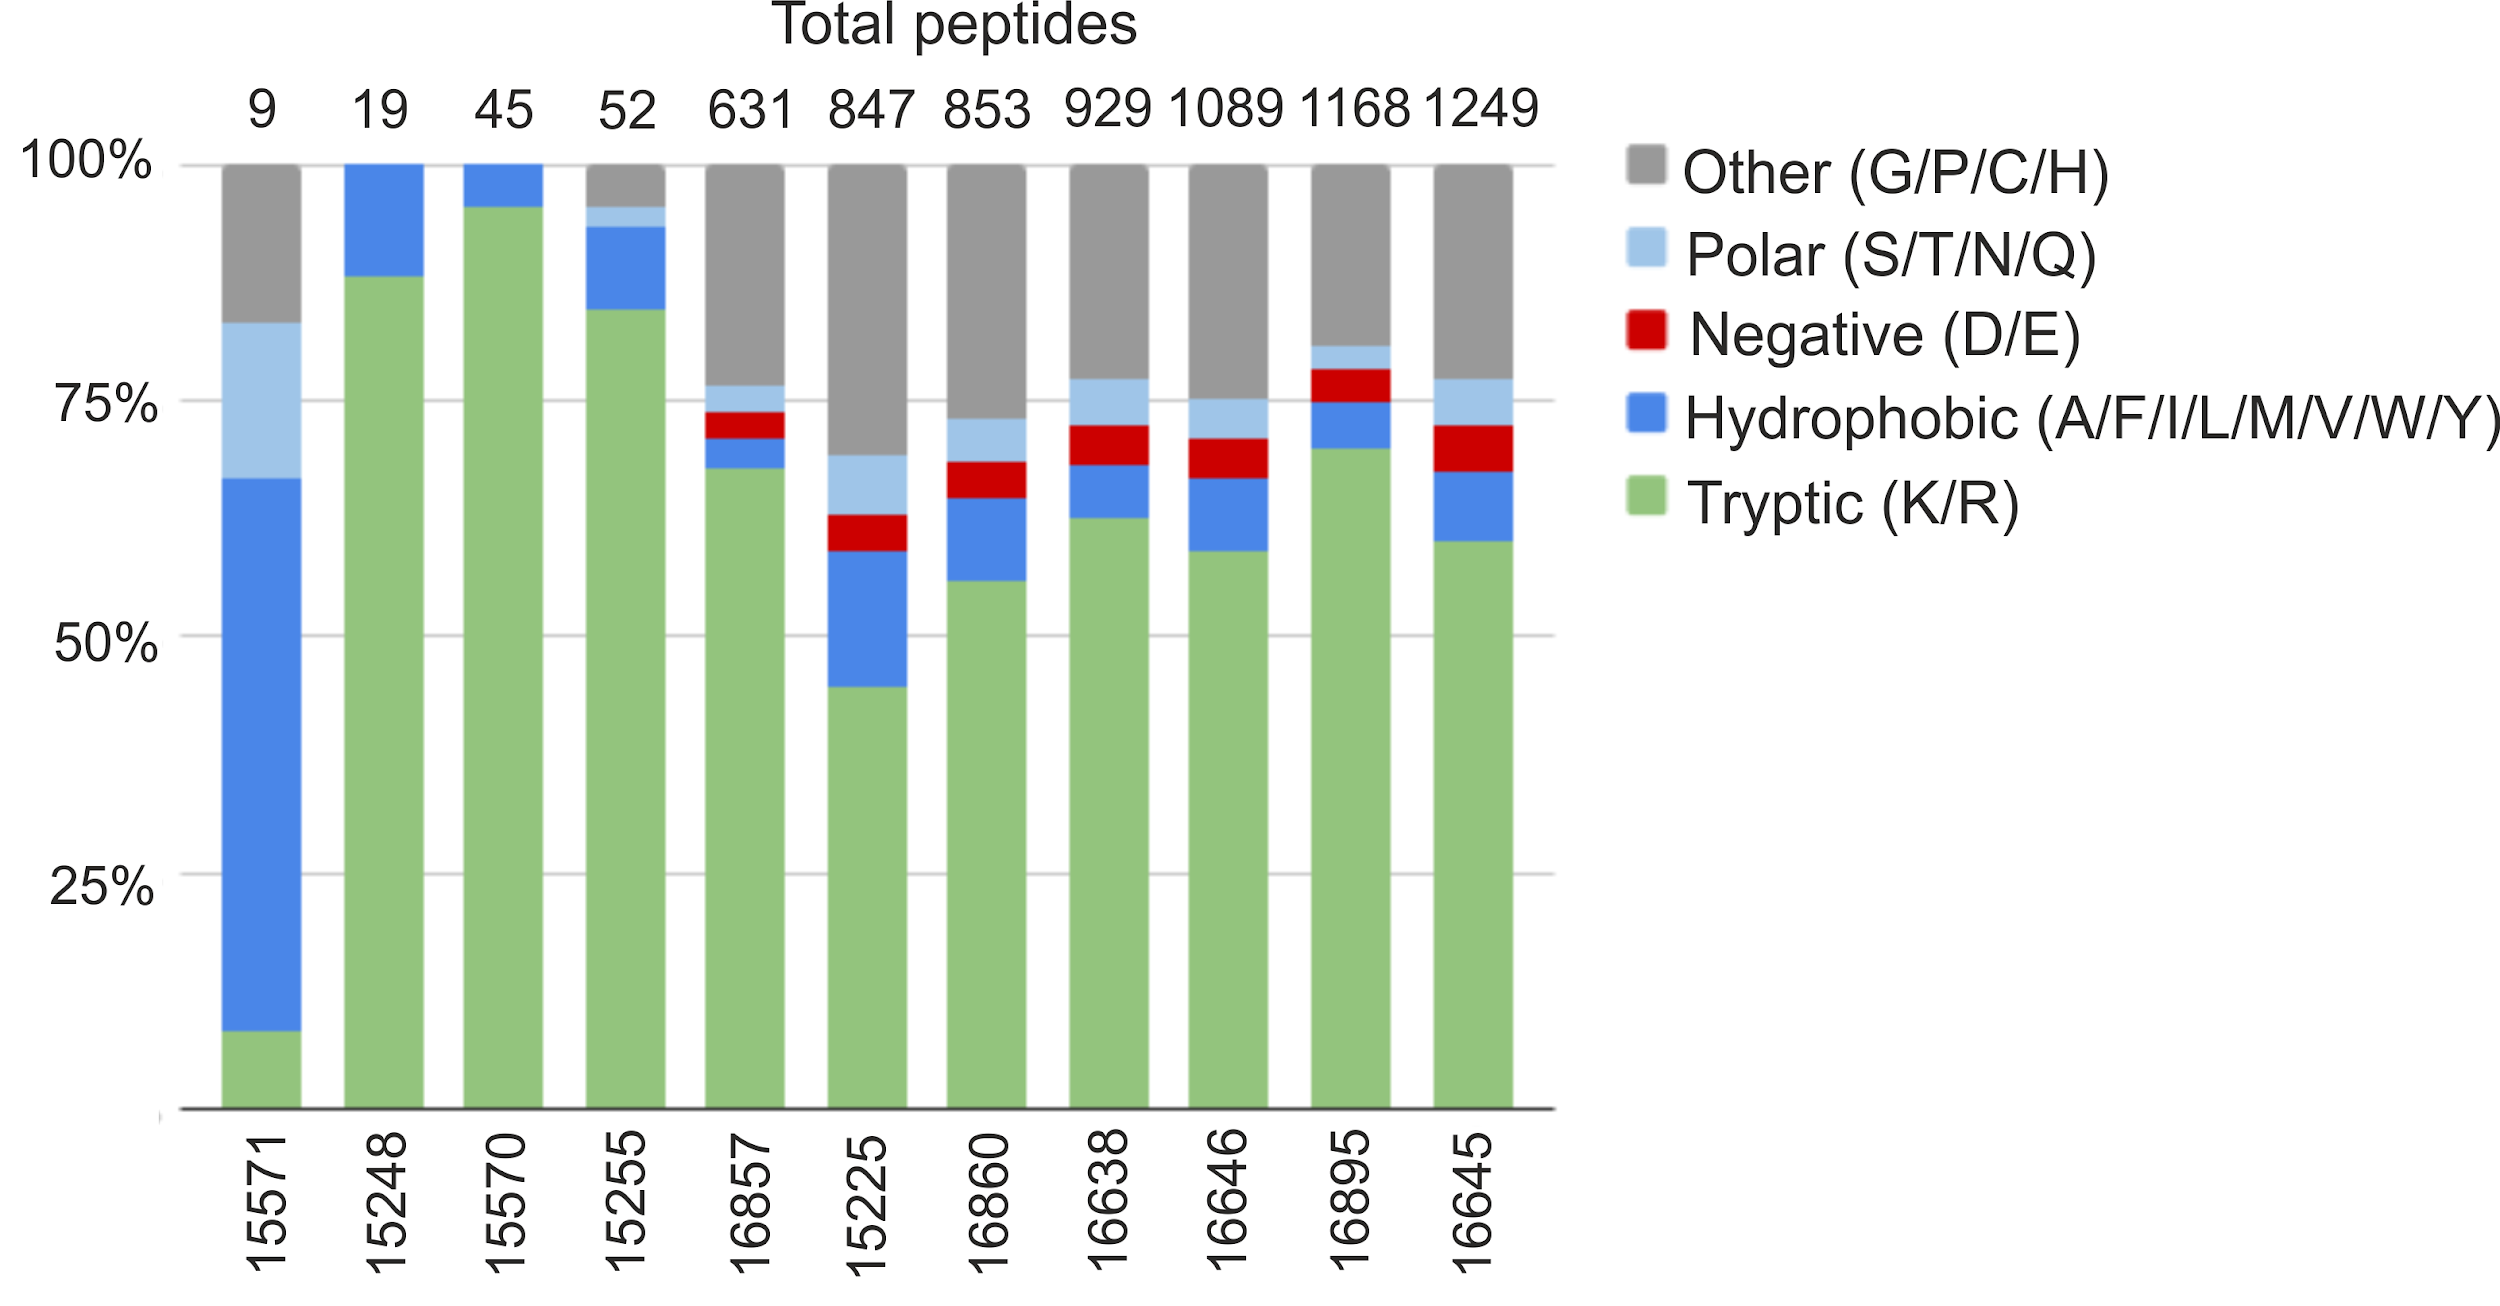 Total peptides
9 19 45 52 631 847 853 929 1089 1168 1249
100%
75%
50%
25%
15571 15248 15570 15255 16857 15225 16860 16638 16646 16895 16645
Other (G/P/C/H)
Polar (S/T/N/Q)
Negative (D/E)
Hydrophobic (A/F/I/L/M/V/W/Y)
Tryptic (K/R)